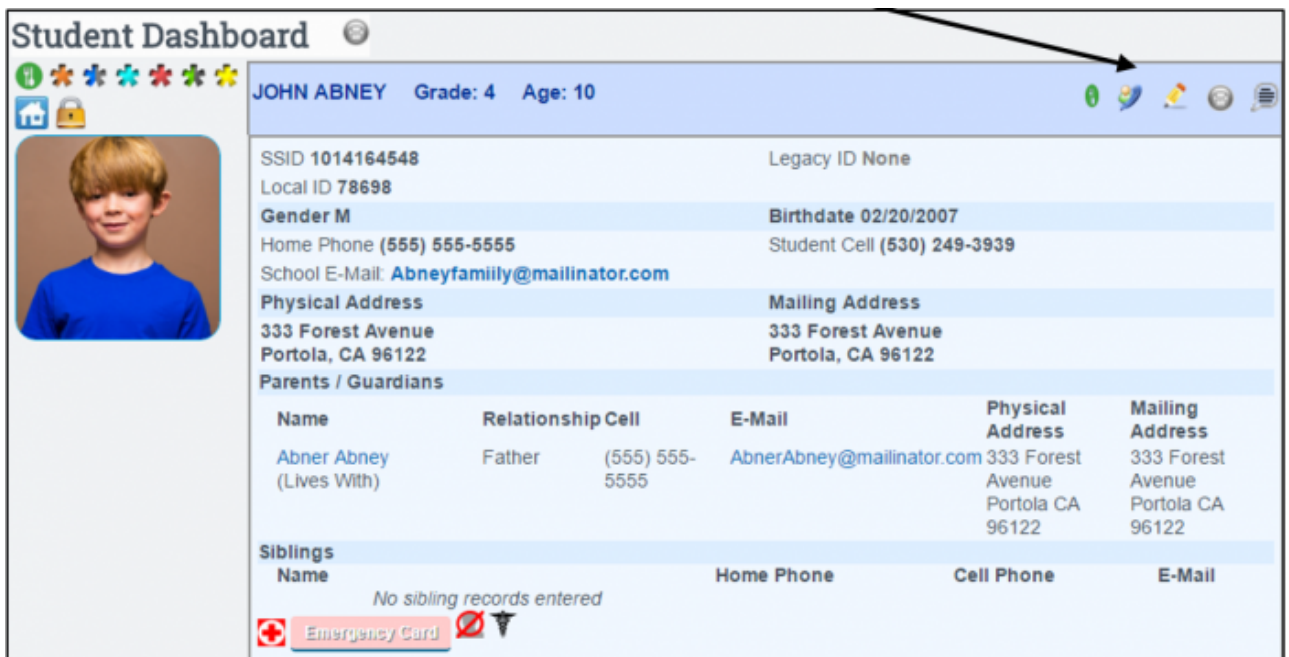 Student Dashboard
JOHN ABNEY Grade: 4 Age: 10
SSID 1014164548 Legacy ID None
Local ID 78698
Gender M Birthdate 02/20/2007
Home Phone (555) 555-5555 Student Cell (530) 249-3939
School E-Mail: Abneyfamiily@mailinator.com
Physical Address Mailing Address
333 Forest Avenue 333 Forest Avenue
Portola, CA 96122 Portola, CA 96122
Parents / Guardians
Name Relationship Cell E-Mail Physical Address Mailing Address
Abner Abney Father (555) 555- AbnerAbney@mailinator.com 333 Forest 333 Forest
(Lives With) 5555 Avenue Avenue
Portola CA Portola CA
96122 96122
Siblings
Name Home Phone Cell Phone E-Mail
No sibling records entered
Emergency Card